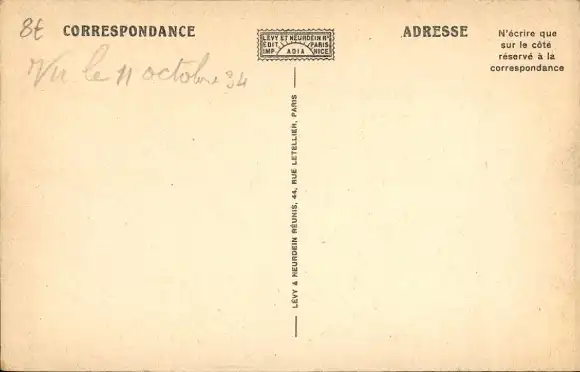 8t
CORRESPONDANCE
Vu le 11 octobre 34
LÉVY ET NEURDEIN Rs
EDIT PARIS
IMP ADIA NICE
ADRESSE
N'écrire que
sur le côté
réservé à la
correspondance
LÉVY & NEURDEIN RÉUNIS, 44, RUE LETELLIER, PARIS